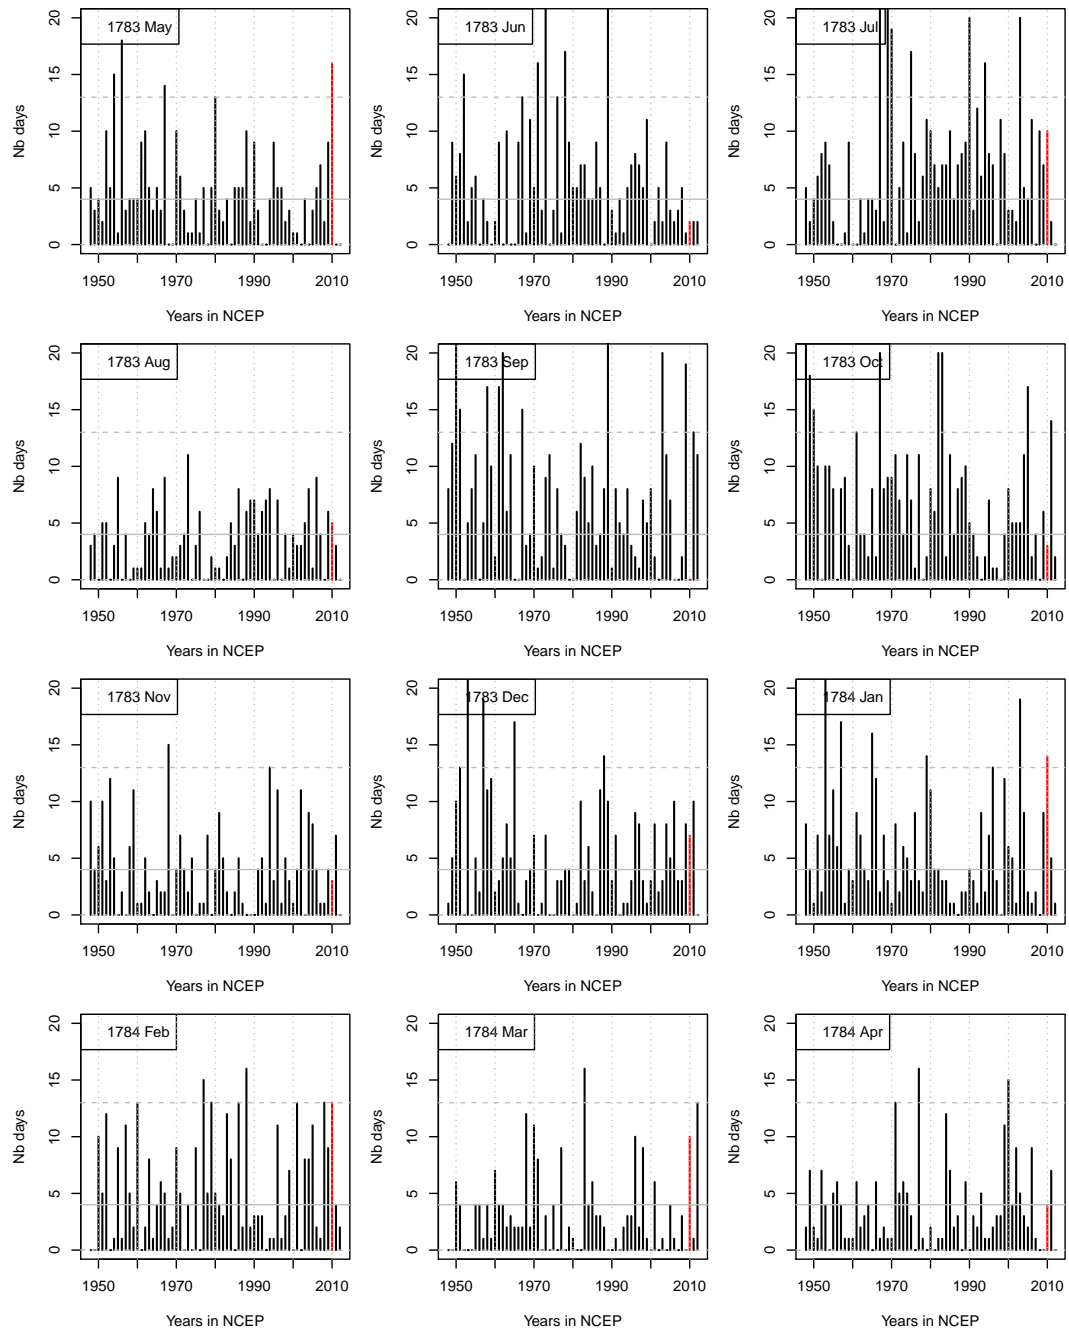 1783 May
Nb days
0 5 10 15 20
1950 1970 1990 2010
Years in NCEP
1783 Jun
Nb days
0 5 10 15 20
1950 1970 1990 2010
Years in NCEP
1783 Jul
Nb days
0 5 10 15 20
1950 1970 1990 2010
Years in NCEP
1783 Aug
Nb days
0 5 10 15 20
1950 1970 1990 2010
Years in NCEP
1783 Sep
Nb days
0 5 10 15 20
1950 1970 1990 2010
Years in NCEP
1783 Oct
Nb days
0 5 10 15 20
1950 1970 1990 2010
Years in NCEP
1783 Nov
Nb days
0 5 10 15 20
1950 1970 1990 2010
Years in NCEP
1783 Dec
Nb days
0 5 10 15 20
1950 1970 1990 2010
Years in NCEP
1784 Jan
Nb days
0 5 10 15 20
1950 1970 1990 2010
Years in NCEP
1784 Feb
Nb days
0 5 10 15 20
1950 1970 1990 2010
Years in NCEP
1784 Mar
Nb days
0 5 10 15 20
1950 1970 1990 2010
Years in NCEP
1784 Apr
Nb days
0 5 10 15 20
1950 1970 1990 2010
Years in NCEP